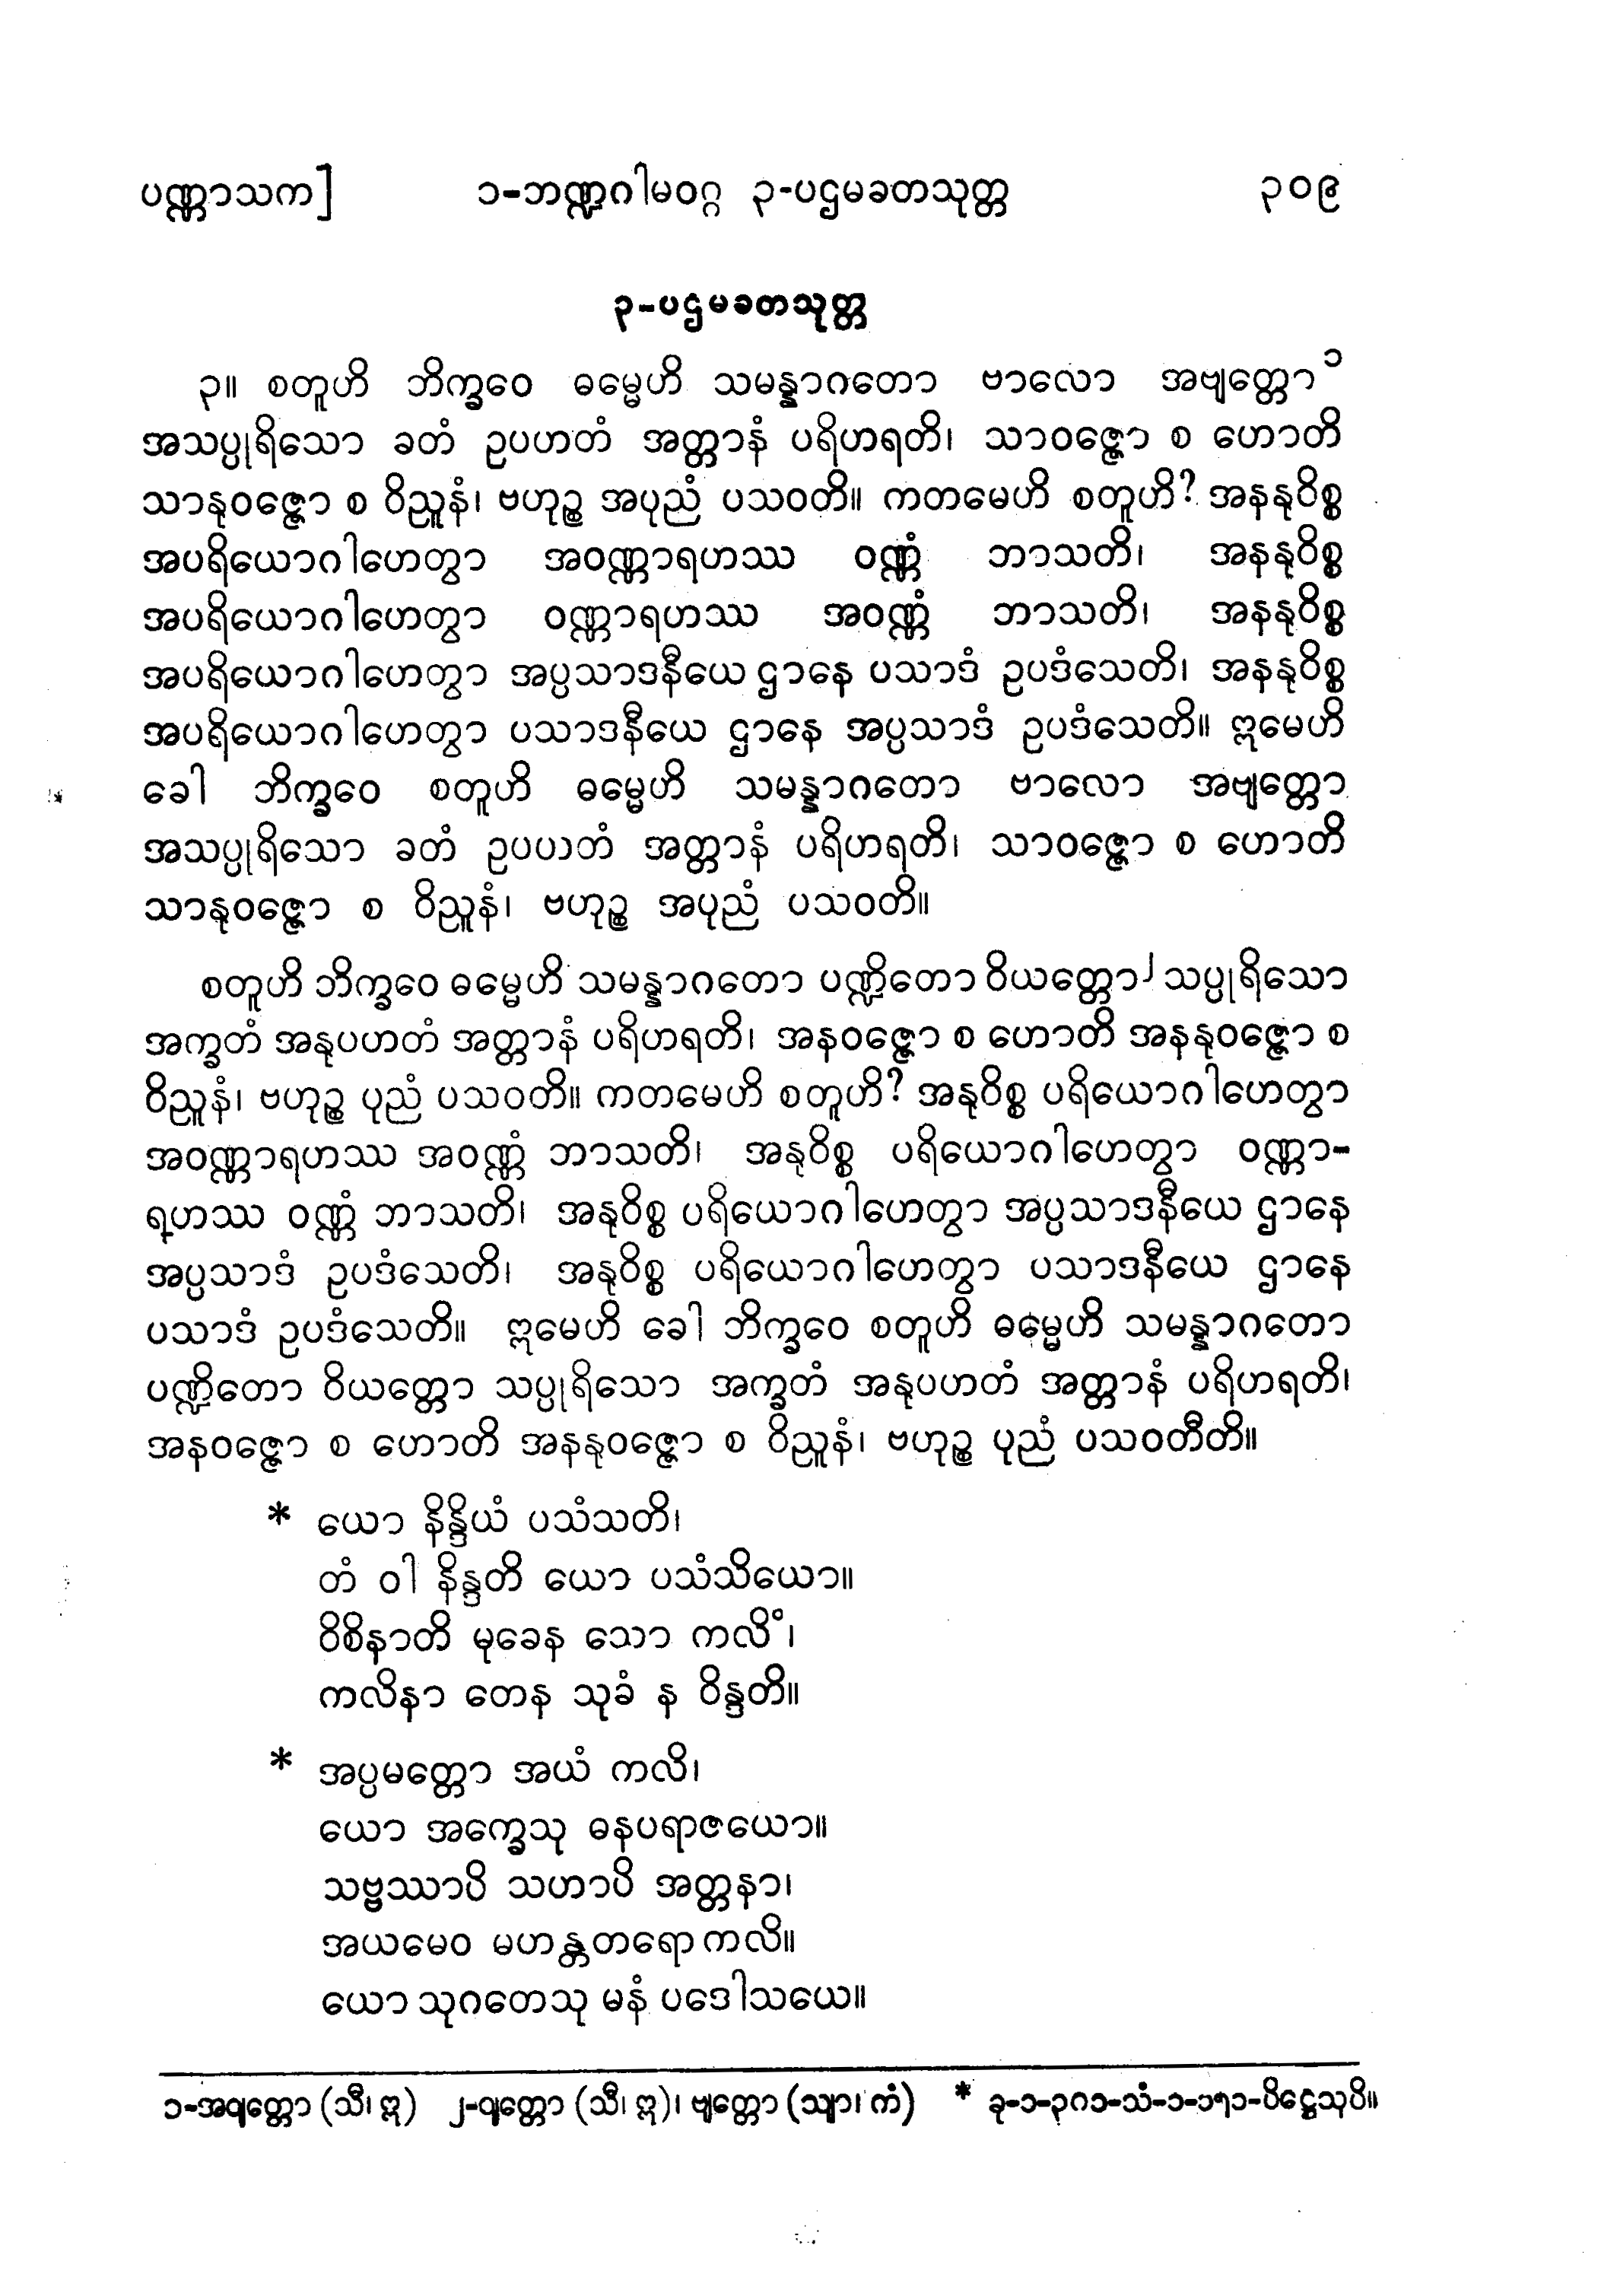 ပဏ္ဏာသက] ၁-ဘဏ္ဍဂါမဝဂ္ဂ ၃-ပဌမခတသုတ္တ ၃၀၉
၃-ပဌမခတသုတ္တ
၃။ စတူဟိ ဘိက္ခဝေ ဓမ္မေဟိ သမန္နာဂတော ဗာလော အဗျတ္တော၁
အသပ္ပုရိသော ခတံ ဥပဟတံ အတ္တာနံ ပရိဟရတိ၊ သာဝဇ္ဇော စ ဟောတိ
သာနုဝဇ္ဇော စ ဝိညူနံ၊ ဗဟုဉ္စ အပုညံ ပသဝတိ။ ကတမေဟိ စတူဟိ? အနနုဝိစ္စ
အပရိယောဂါဟေတွာ အဝဏ္ဏာရဟဿ ဝဏ္ဏံ ဘာသတိ၊ အနနုဝိစ္စ
အပရိယောဂါဟေတွာ ဝဏ္ဏာရဟဿ အဝဏ္ဏံ ဘာသတိ၊ အနနုဝိစ္စ
အပရိယောဂါဟေတွာ အပ္ပသာဒနီယေ ဌာနေ ပသာဒံ ဥပဒံသေတိ၊ အနနုဝိစ္စ
အပရိယောဂါဟေတွာ ပသာဒနီယေ ဌာနေ အပ္ပသာဒံ ဥပဒံသေတိ။ ဣမေဟိ
ခေါ ဘိက္ခဝေ စတူဟိ ဓမ္မေဟိ သမန္နာဂတော ဗာလော အဗျတ္တော
အသပ္ပုရိသော ခတံ ဥပဟတံ အတ္တာနံ ပရိဟရတိ၊ သာဝဇ္ဇော စ ဟောတိ
သာနုဝဇ္ဇော စ ဝိညူနံ၊ ဗဟုဉ္စ အပုညံ ပသဝတိ။
စတူဟိ ဘိက္ခဝေ ဓမ္မေဟိ သမန္နာဂတော ပဏ္ဍိတော ဝိယတ္တော၂ သပ္ပုရိသော
အက္ခတံ အနုပဟတံ အတ္တာနံ ပရိဟရတိ၊ အနဝဇ္ဇော စ ဟောတိ အနနုဝဇ္ဇော စ
ဝိညူနံ၊ ဗဟုဉ္စ ပုညံ ပသဝတိ။ ကတမေဟိ စတူဟိ? အနုဝိစ္စ ပရိယောဂါဟေတွာ
အဝဏ္ဏာရဟဿ အဝဏ္ဏံ ဘာသတိ၊ အနုဝိစ္စ ပရိယောဂါဟေတွာ ဝဏ္ဏာ-
ရဟဿ ဝဏ္ဏံ ဘာသတိ၊ အနုဝိစ္စ ပရိယောဂါဟေတွာ အပ္ပသာဒနီယေ ဌာနေ
အပ္ပသာဒံ ဥပဒံသေတိ၊ အနုဝိစ္စ ပရိယောဂါဟေတွာ ပသာဒနီယေ ဌာနေ
ပသာဒံ ဥပဒံသေတိ။ ဣမေဟိ ခေါ ဘိက္ခဝေ စတူဟိ ဓမ္မေဟိ သမန္နာဂတော
ပဏ္ဍိတော ဝိယတ္တော သပ္ပုရိသော အက္ခတံ အနုပဟတံ အတ္တာနံ ပရိဟရတိ၊
အနဝဇ္ဇော စ ဟောတိ အနနုဝဇ္ဇော စ ဝိညူနံ၊ ဗဟုဉ္စ ပုညံ ပသဝတီတိ။
* ယော နိန္ဒိယံ ပသံသတိ၊
တံ ဝါ နိန္ဒတိ ယော ပသံသိယော။
ဝိစိနာတိ မုခေန သော ကလိံ၊
ကလိနာ တေန သုခံ န ဝိန္ဒတိ။
* အပ္ပမတ္တော အယံ ကလိ၊
ယော အက္ခေသု ဓနပရာဇယော။
သဗ္ဗဿာပိ သဟာပိ အတ္တနာ၊
အယမေဝ မဟန္တတရော ကလိ။
ယော သုဂတေသု မနံ ပဒေါသယေ။
၁-အဝျတ္တော (သီ၊ ဣ) ၂-ဝျတ္တော (သီ၊ ဣ)၊ ဗျတ္တော (သျာ၊ ကံ) * ခု-၁-၃ဂ၁-သံ-၁-၁၅၁-ပိဋ္ဌေသုပိ။